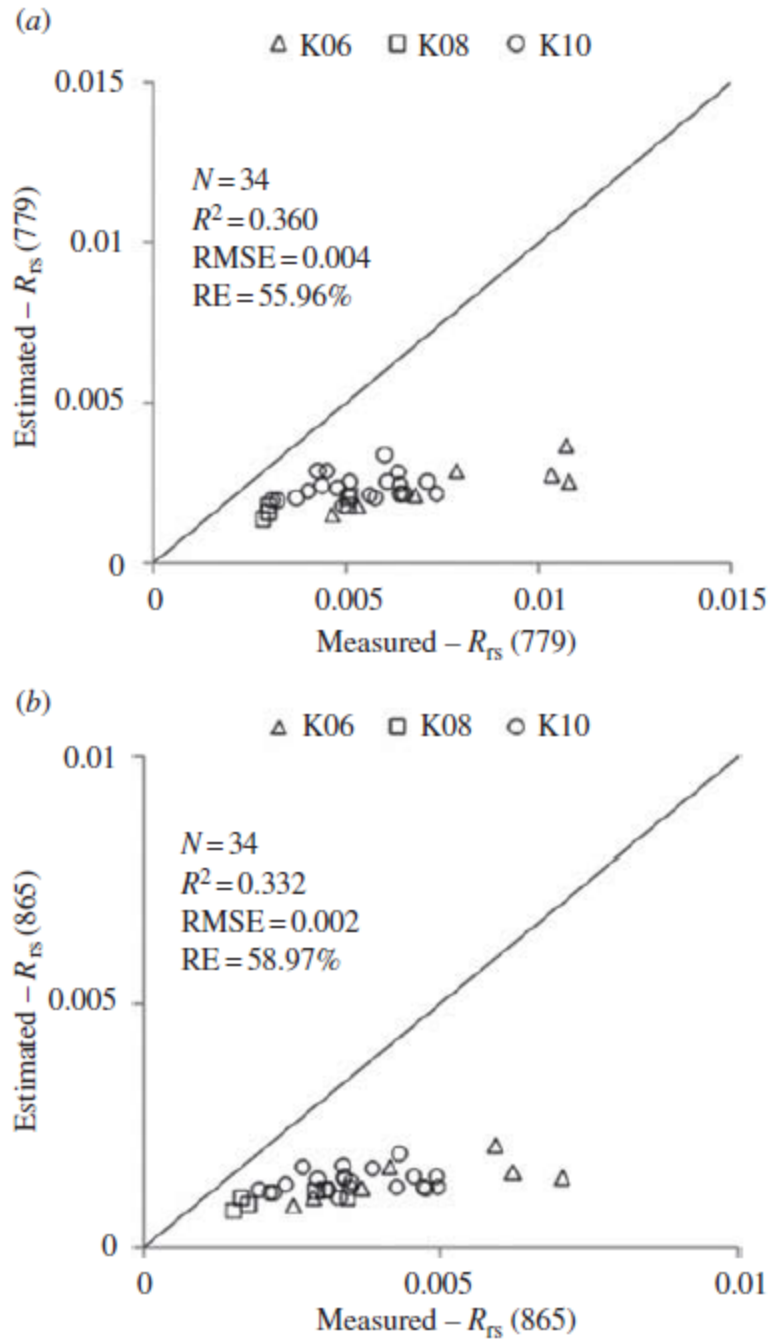 (a)
K06 K08 K10
0.015
N = 34
R² = 0.360
RMSE = 0.004
RE = 55.96%
0.01
0.005
0
Estimated – Rrs (779)
0 0.005 0.01 0.015
Measured – Rrs (779)
(b)
K06 K08 K10
0.01
N = 34
R² = 0.332
RMSE = 0.002
RE = 58.97%
0.005
0
Estimated – Rrs (865)
0 0.005 0.01
Measured – Rrs (865)